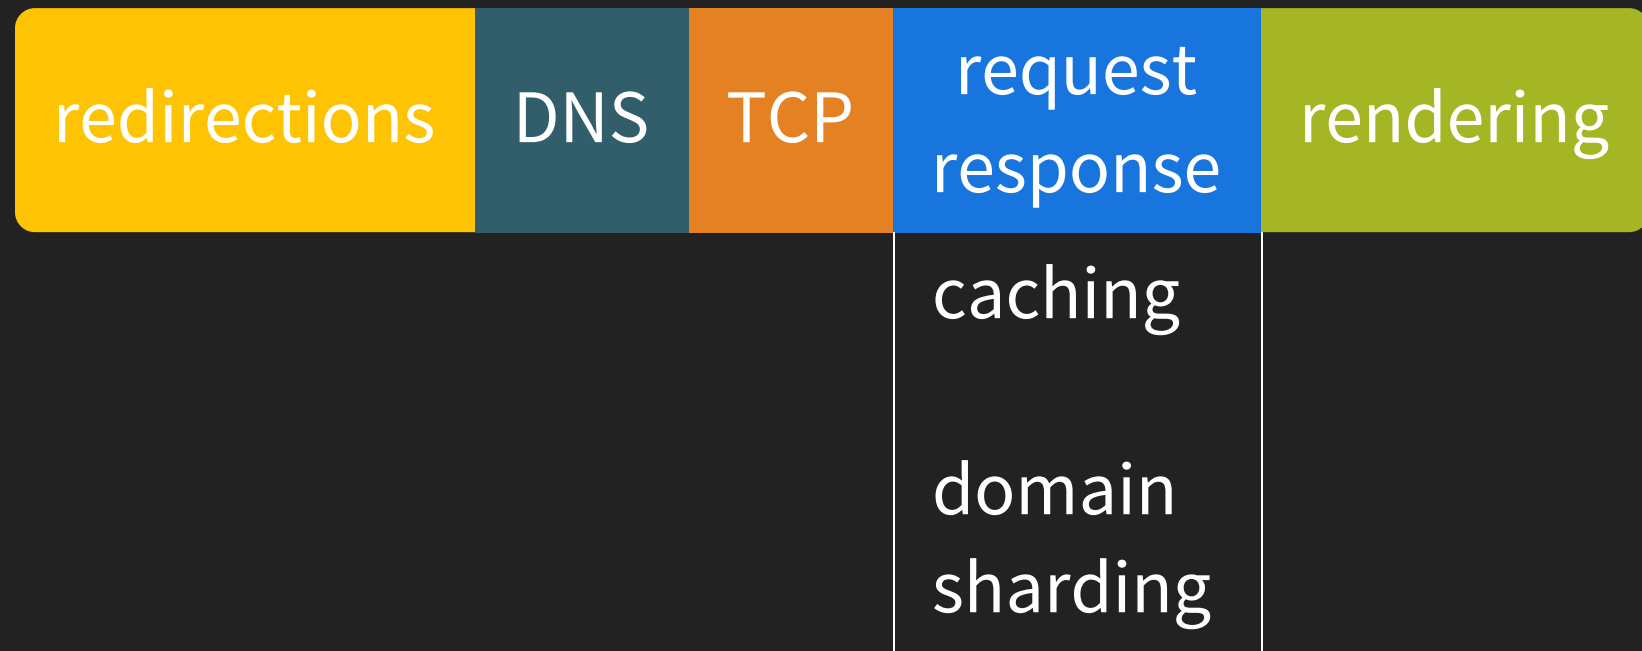 redirections
DNS
TCP
request
response
rendering
caching
domain
sharding